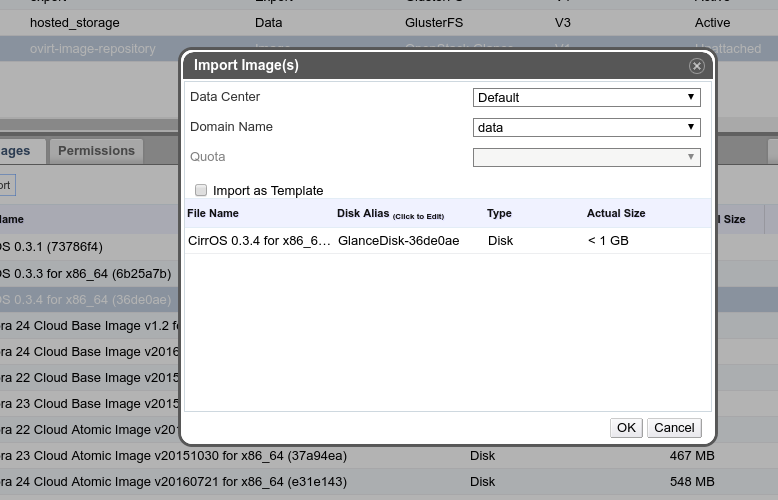 hosted_storage Data GlusterFS V3 Active
ovirt-image-repository
Import Image(s)
Data Center Default
Domain Name data
ages Permissions
Quota
ort
Import as Template
ame File Name Disk Alias (Click to Edit) Type Actual Size l Size
OS 0.3.1 (73786f4) CirrOS 0.3.4 for x86_6… GlanceDisk-36de0ae Disk < 1 GB
OS 0.3.3 for x86_64 (6b25a7b)
OS 0.3.4 for x86_64 (36de0ae)
ra 24 Cloud Base Image v1.2 f
ra 24 Cloud Base Image v2016
ra 22 Cloud Base Image v2015
ra 23 Cloud Base Image v2015
ra 22 Cloud Atomic Image v201
OK Cancel
ra 23 Cloud Atomic Image v20151030 for x86_64 (37a94ea) Disk 467 MB
ra 24 Cloud Atomic Image v20160721 for x86_64 (e31e143) Disk 548 MB